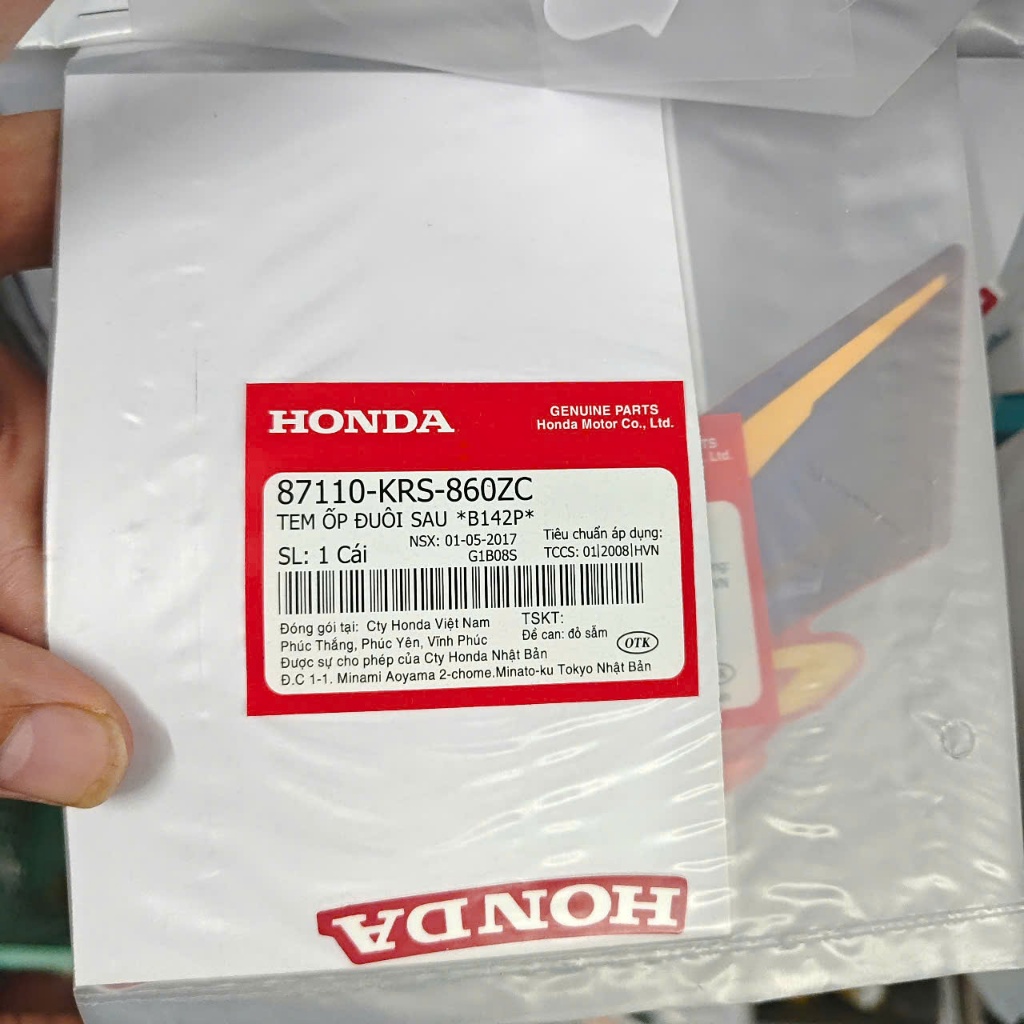 HONDA
GENUINE PARTS
Honda Motor Co., Ltd.
87110-KRS-860ZC
TEM ỐP ĐUÔI SAU *B142P*
NSX: 01-05-2017
Tiêu chuẩn áp dụng:
SL: 1 Cái
G1B08S
TCCS: 01|2008|HVN
Đóng gói tại: Cty Honda Việt Nam
TSKT:
Phúc Thắng, Phúc Yên, Vĩnh Phúc
Đề can: đỏ sẫm
OTK
Được sự cho phép của Cty Honda Nhật Bản
Đ.C 1-1. Minami Aoyama 2-chome.Minato-ku Tokyo Nhật Bản
TS
Ltd.
HONDA